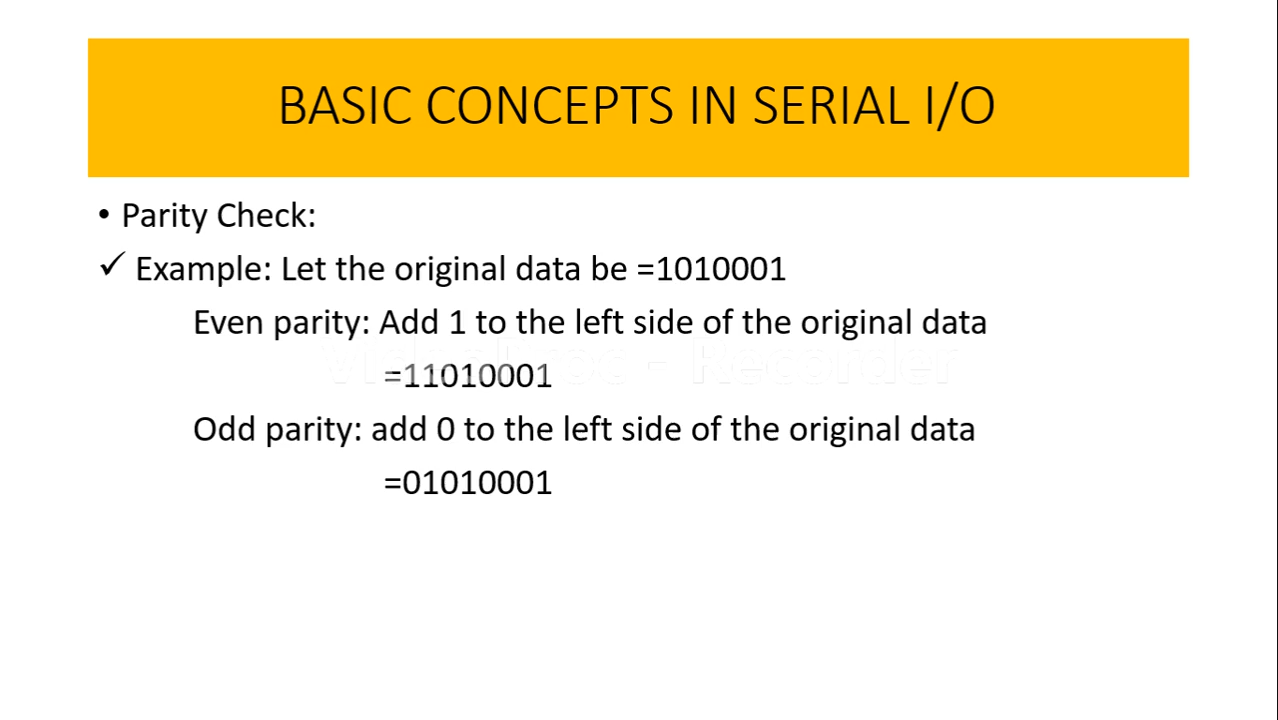 BASIC CONCEPTS IN SERIAL I/O
• Parity Check:
✓ Example: Let the original data be =1010001
Even parity: Add 1 to the left side of the original data
VideoProc - Recorder
=11010001
Odd parity: add 0 to the left side of the original data
=01010001